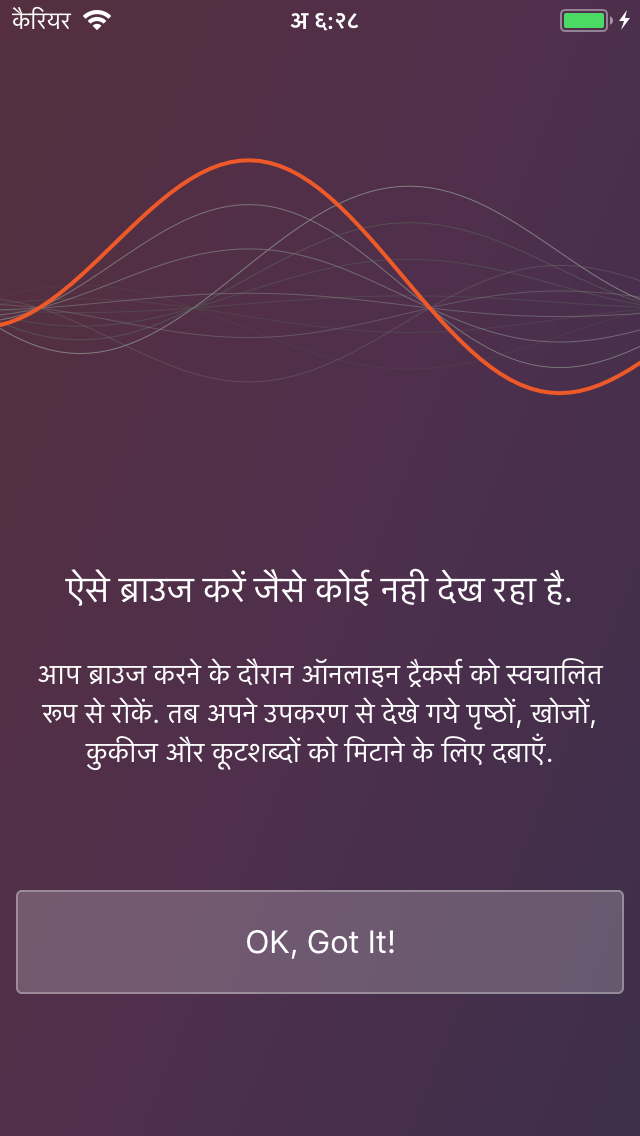 कैरियर अ ६:२८
ऐसे ब्राउज करें जैसे कोई नही देख रहा है.
आप ब्राउज करने के दौरान ऑनलाइन ट्रैकर्स को स्वचालित
रूप से रोकें. तब अपने उपकरण से देखे गये पृष्ठों, खोजों,
कुकीज और कूटशब्दों को मिटाने के लिए दबाएँ.
OK, Got It!